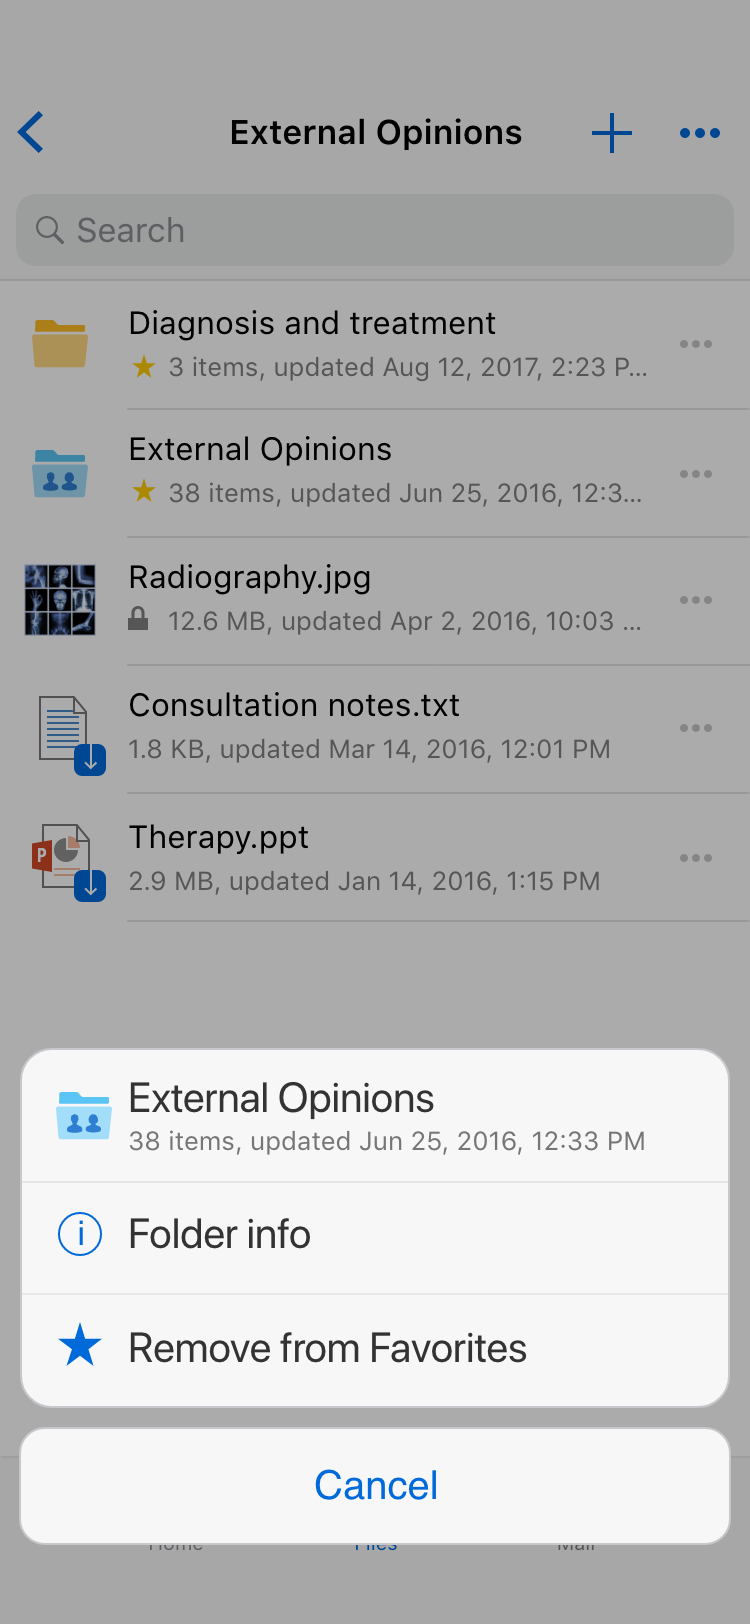 External Opinions
Search
Diagnosis and treatment
3 items, updated Aug 12, 2017, 2:23 P...
External Opinions
38 items, updated Jun 25, 2016, 12:3...
Radiography.jpg
12.6 MB, updated Apr 2, 2016, 10:03 ...
Consultation notes.txt
1.8 KB, updated Mar 14, 2016, 12:01 PM
P
Therapy.ppt
2.9 MB, updated Jan 14, 2016, 1:15 PM
External Opinions
38 items, updated Jun 25, 2016, 12:33 PM
Folder info
Remove from Favorites
Cancel
Home Files Mail